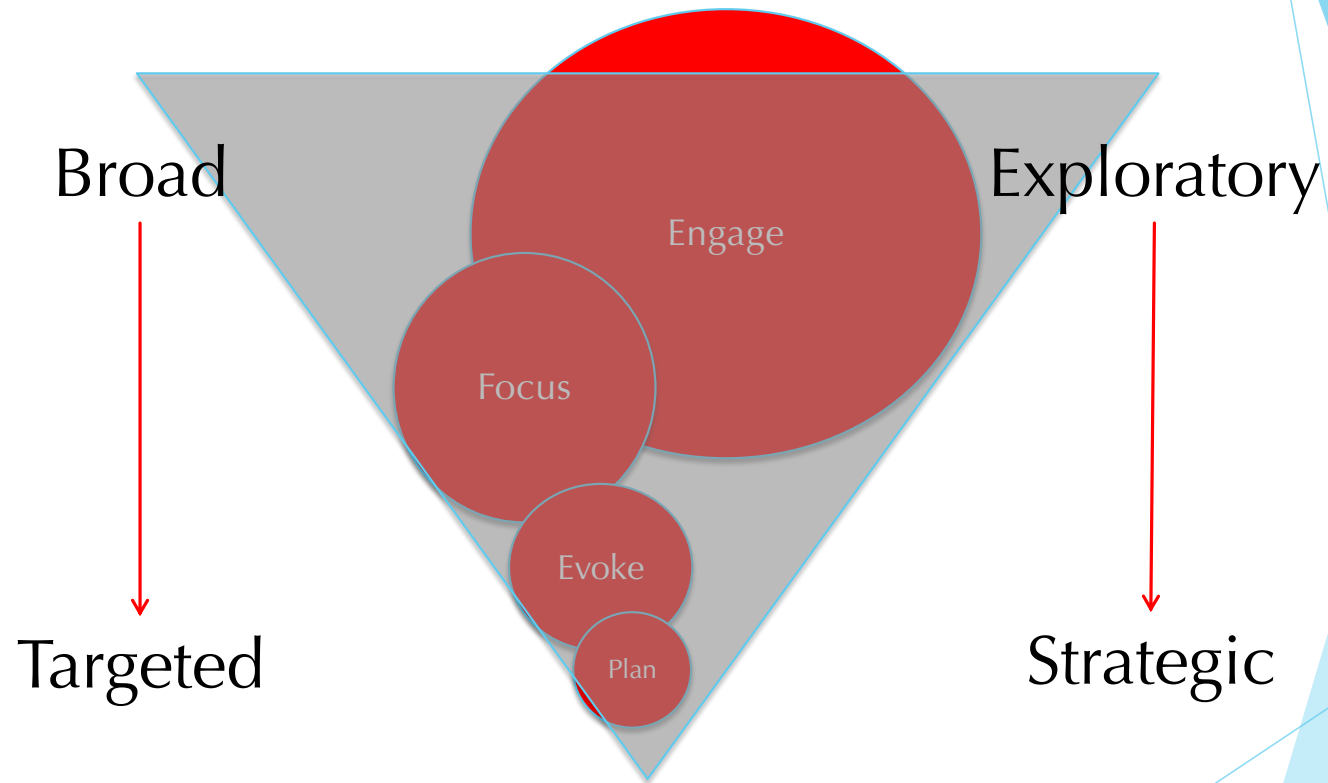 Broad
Exploratory
Engage
Focus
Evoke
Targeted
Strategic
Plan